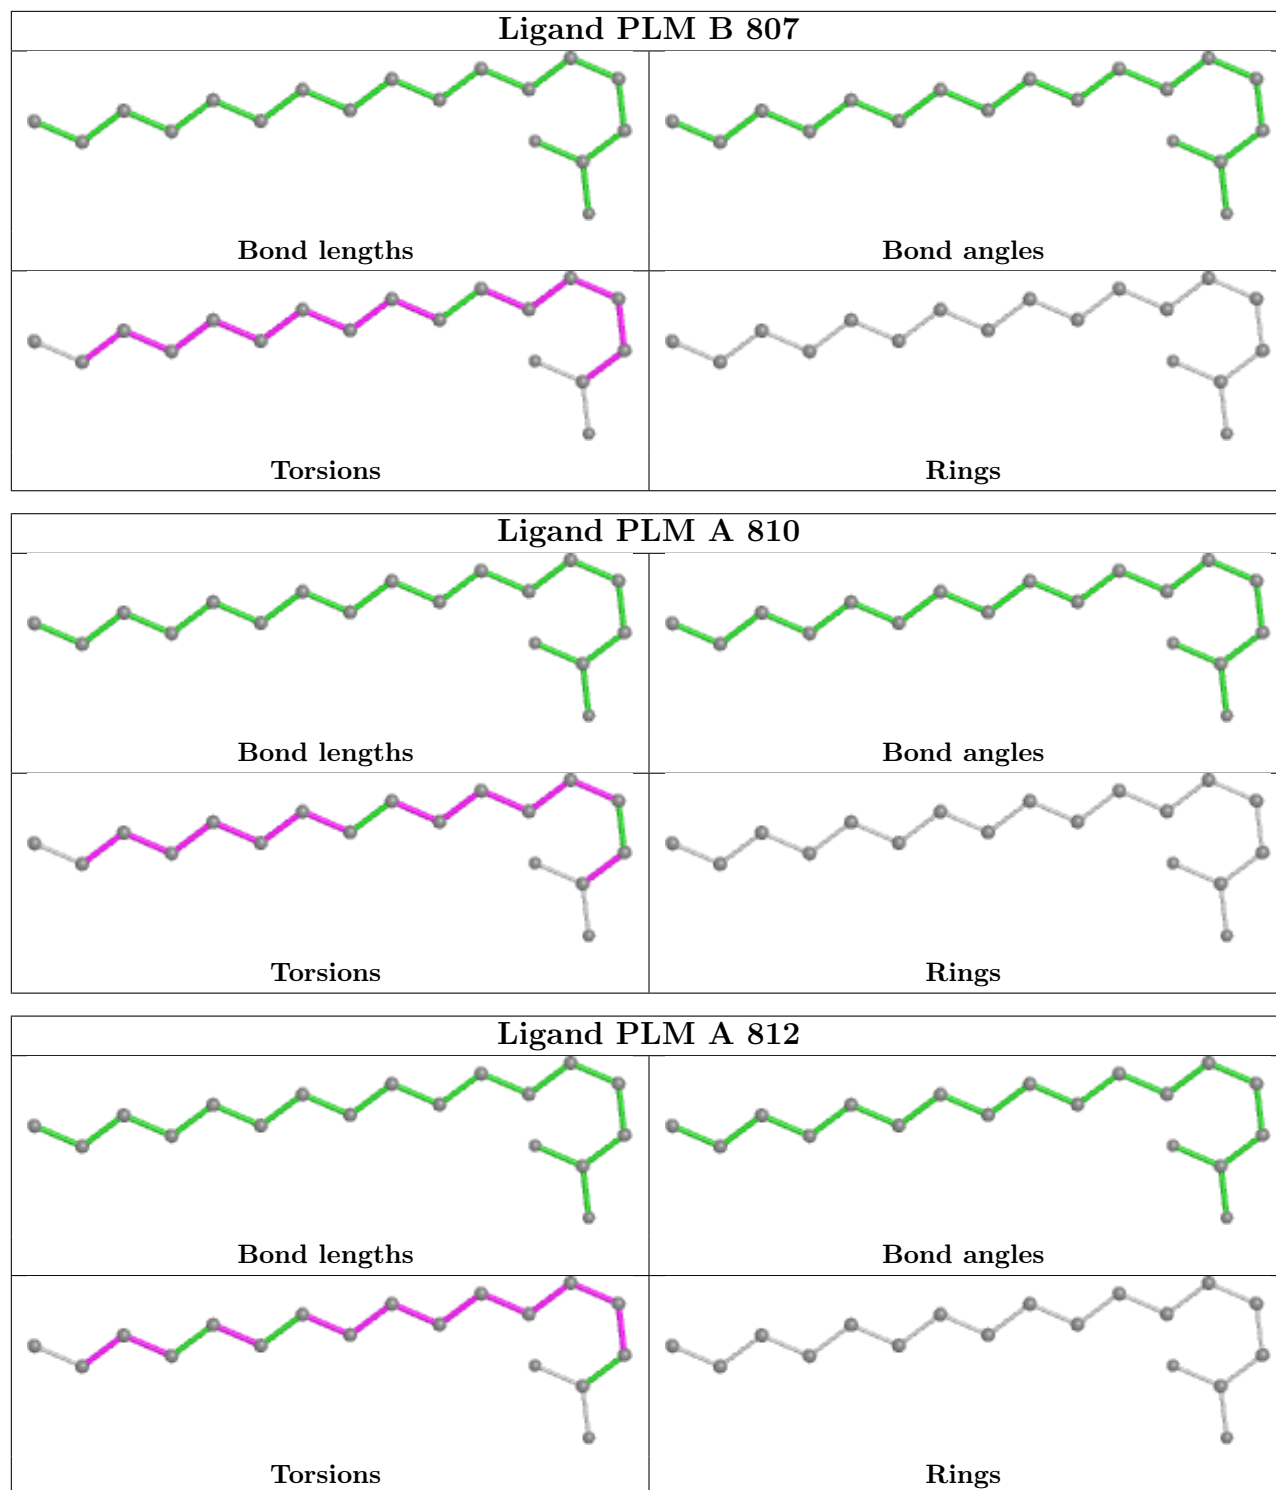 Ligand PLM B 807
Bond lengths
Bond angles
Torsions
Rings
Ligand PLM A 810
Bond lengths
Bond angles
Torsions
Rings
Ligand PLM A 812
Bond lengths
Bond angles
Torsions
Rings